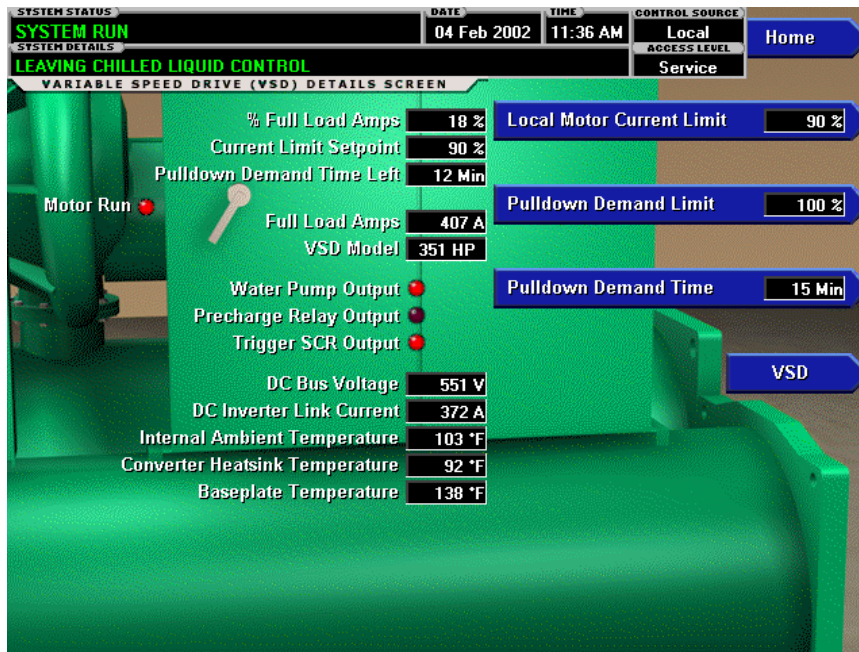 SYSTEM STATUS
SYSTEM RUN
DATE
04 Feb 2002
TIME
11:36 AM
CONTROL SOURCE
Local
Home
SYSTEM DETAILS
LEAVING CHILLED LIQUID CONTROL
ACCESS LEVEL
Service
VARIABLE SPEED DRIVE (VSD) DETAILS SCREEN
% Full Load Amps 18 %
Local Motor Current Limit 90 %
Current Limit Setpoint 90 %
Pulldown Demand Time Left 12 Min
Motor Run
Pulldown Demand Limit 100 %
Full Load Amps 407 A
VSD Model 351 HP
Water Pump Output
Pulldown Demand Time 15 Min
Precharge Relay Output
Trigger SCR Output
VSD
DC Bus Voltage 551 V
DC Inverter Link Current 372 A
Internal Ambient Temperature 103 °F
Converter Heatsink Temperature 92 °F
Baseplate Temperature 138 °F